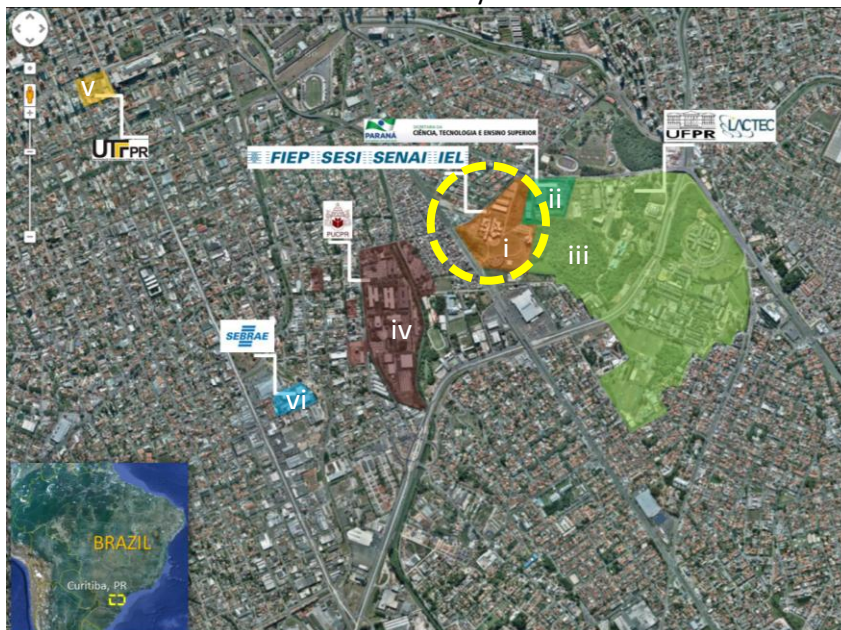 v
UTFPR
PARANÁ
CIÊNCIA, TECNOLOGIA E ENSINO SUPERIOR
UFPR LACTEC
FIEP SESI SENAI IEL
ii
PUCPR
i
iii
iv
SEBRAE
vi
BRAZIL
Curitiba, PR